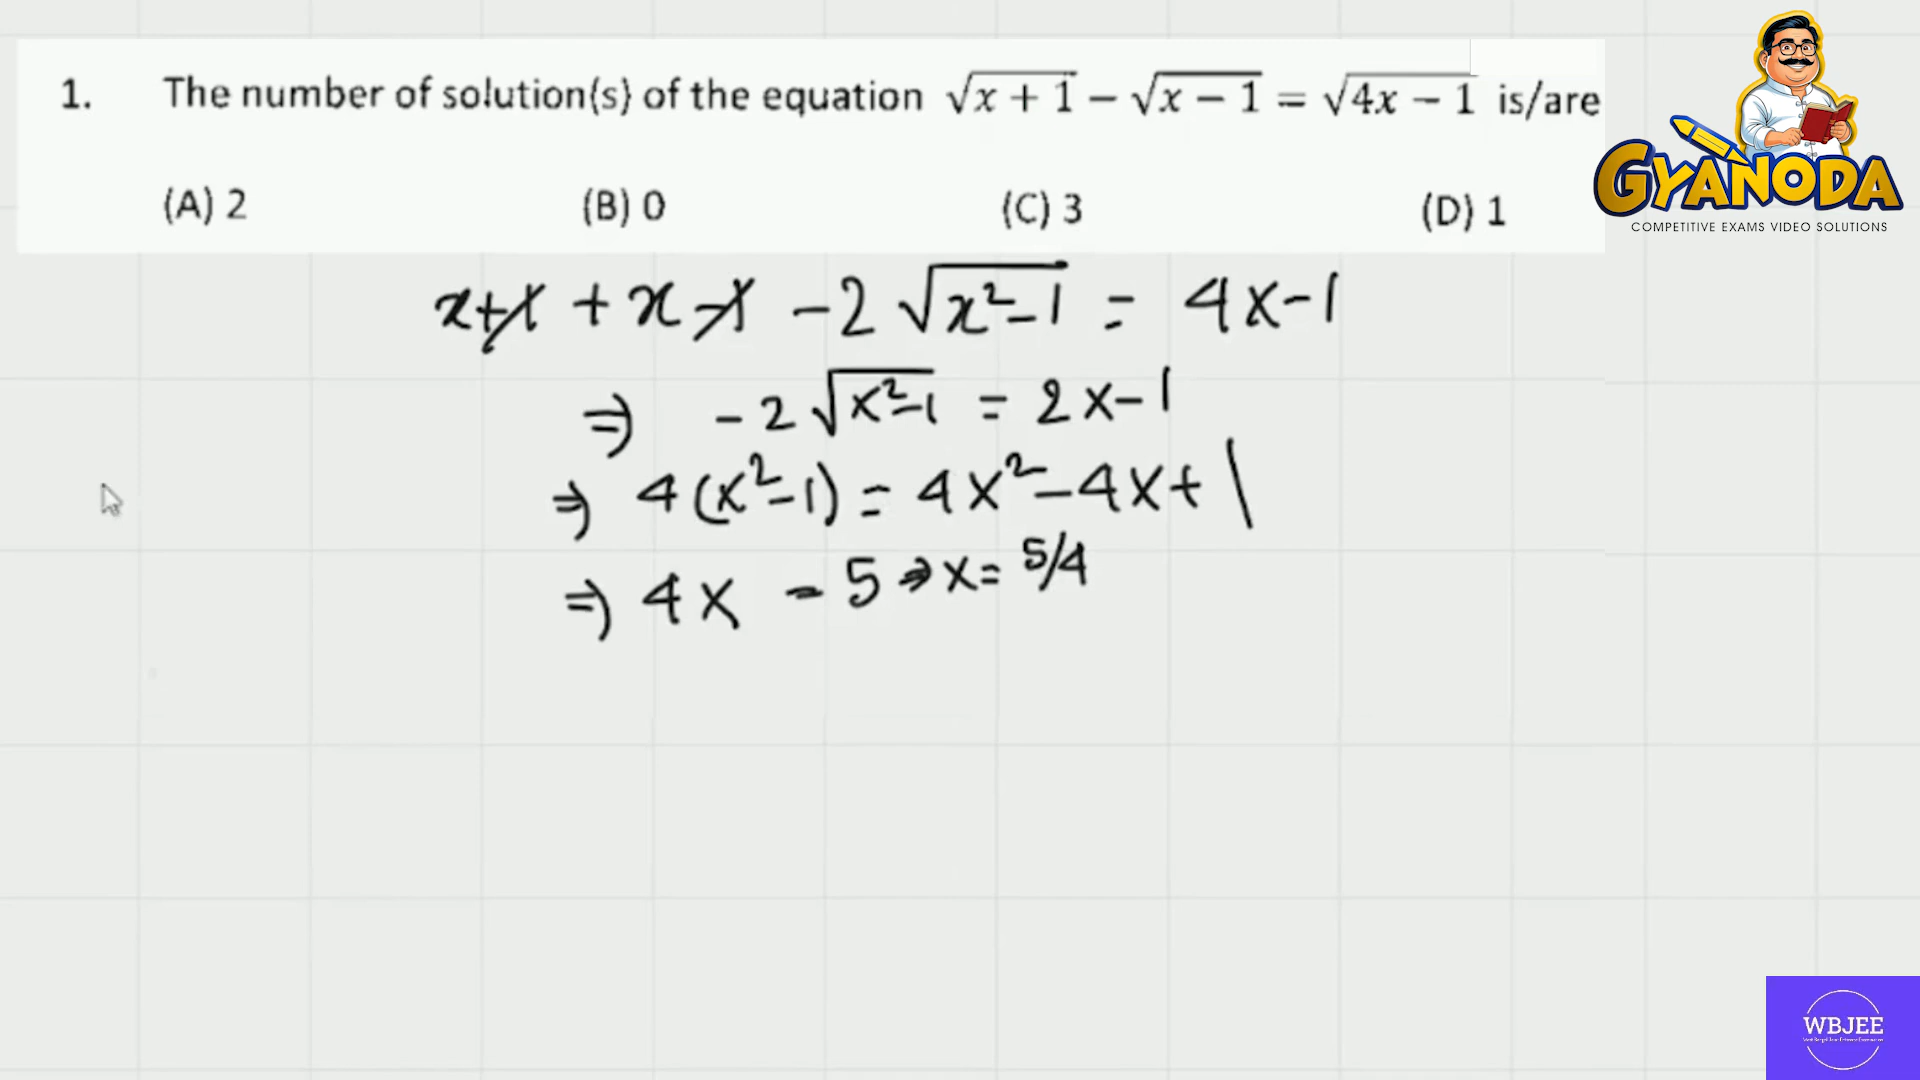 1. The number of solution(s) of the equation √(x + 1) − √(x − 1) = √(4x − 1) is/are
(A) 2 (B) 0 (C) 3 (D) 1
GYANODA
COMPETITIVE EXAMS VIDEO SOLUTIONS
x+1 + x-1 -2√(x²-1) = 4x-1
⇒ -2√(x²-1) = 2x-1
⇒ 4(x²-1) = 4x²-4x+1
⇒ 4x - 5 → x= 5/4
WBJEE